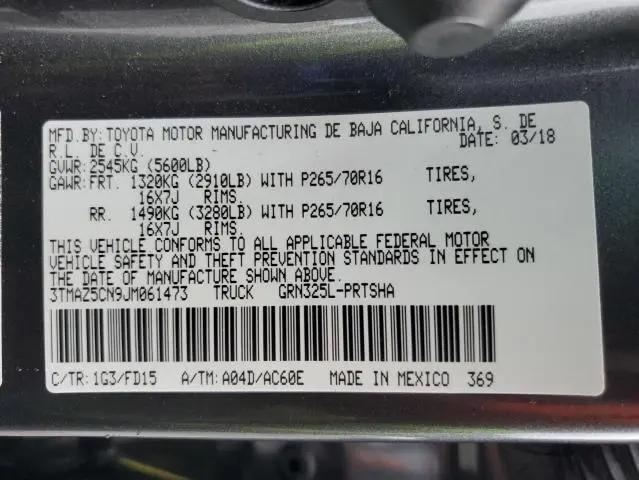 MFD.BY:TOYOTA MOTOR MANUFACTURING DE BAJA CALIFORNIA, S. DE
R.L. DE C.V. DATE: 03/18
GVWR:2545KG (5600LB)
GAWR:FRT. 1320KG (2910LB) WITH P265/70R16 TIRES,
16X7J RIMS.
RR. 1490KG (3280LB) WITH P265/70R16 TIRES,
16X7J RIMS.
THIS VEHICLE CONFORMS TO ALL APPLICABLE FEDERAL MOTOR
VEHICLE SAFETY AND THEFT PREVENTION STANDARDS IN EFFECT ON
THE DATE OF MANUFACTURE SHOWN ABOVE.
3TMAZ5CN9JM061473 TRUCK GRN325L-PRTSHA
C/TR:1G3/FD15 A/TM:A04D/AC60E MADE IN MEXICO 369